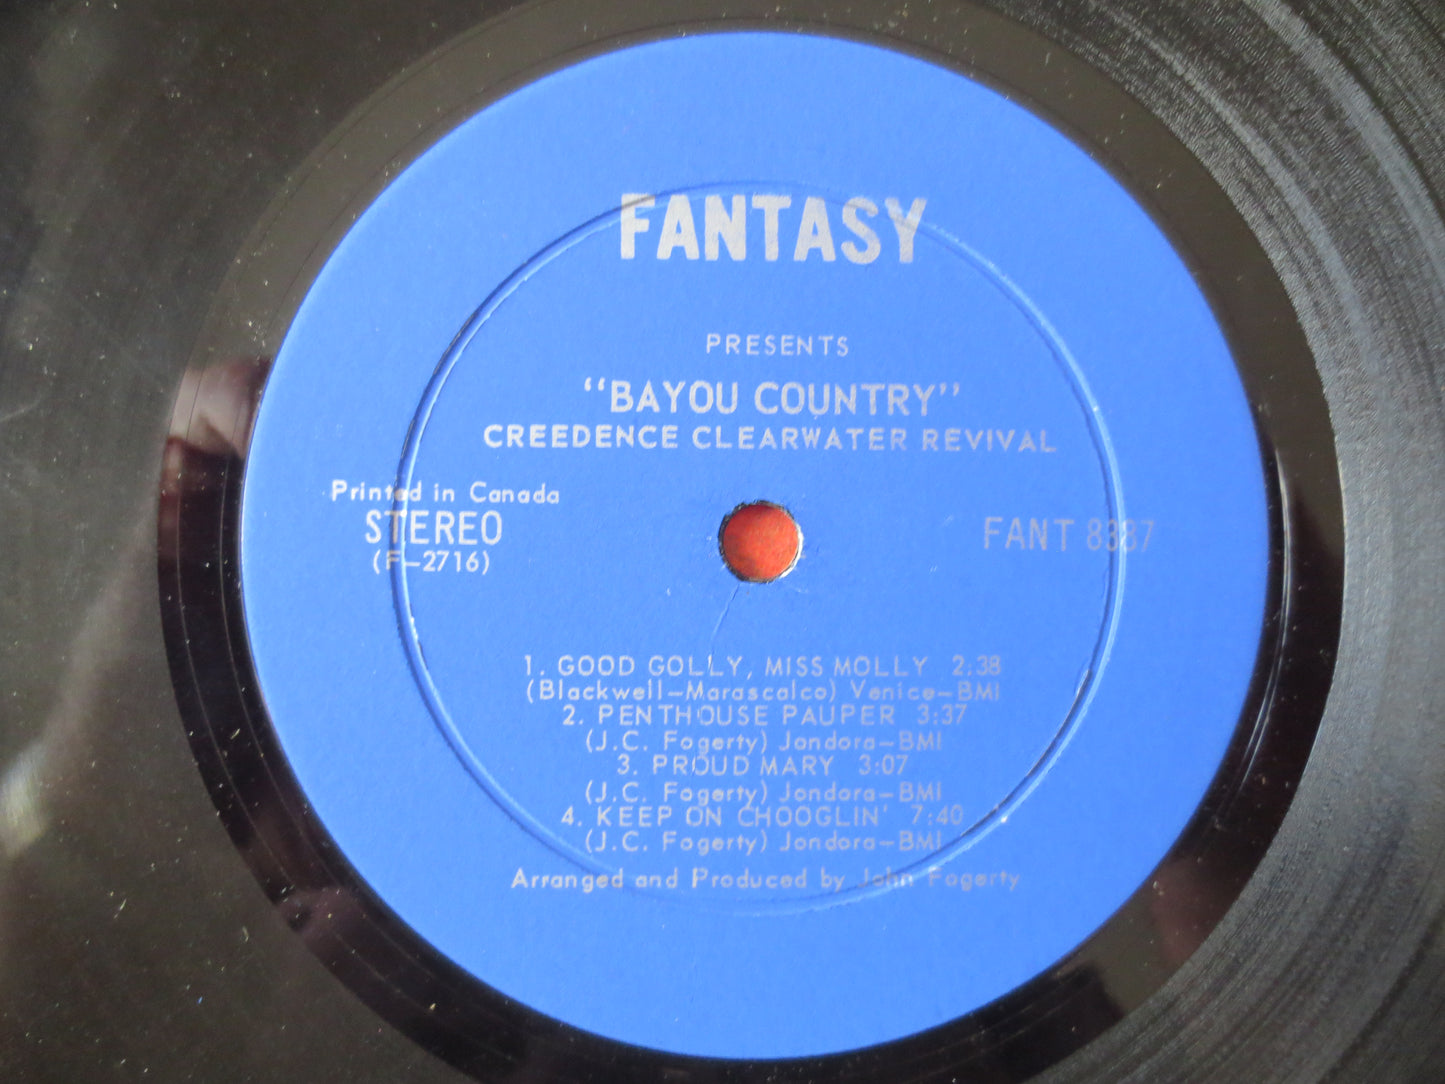 FANTASY
PRESENTS
"BAYOU COUNTRY"
CREEDENCE CLEARWATER REVIVAL
Printed in Canada
STEREO
(F-2716)
FANT 8387
1. GOOD GOLLY, MISS MOLLY 2:38
(Blackwell-Marascalco) Venice-BMI
2. PENTHOUSE PAUPER 3:37
(J.C. Fogerty) Jondora-BMI
3. PROUD MARY 3:07
(J.C. Fogerty) Jondora-BMI
4. KEEP ON CHOOGLIN' 7:40
(J.C. Fogerty) Jondora-BMI
Arranged and Produced by John Fogerty